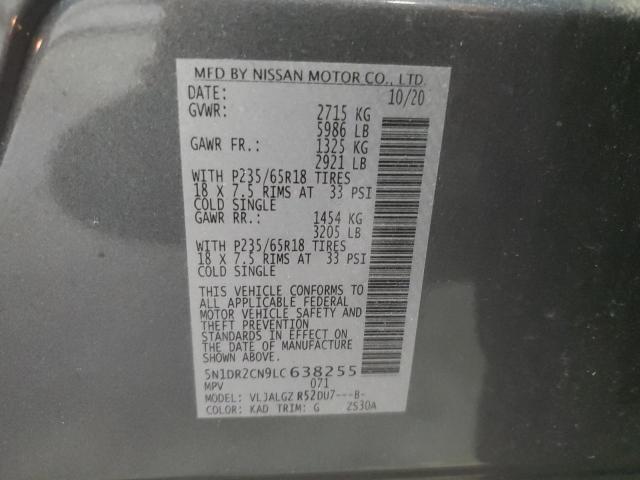 MFD BY NISSAN MOTOR CO., LTD.
DATE: 10/20
GVWR: 2715 KG
5986 LB
GAWR FR.: 1325 KG
2921 LB
WITH P235/65R18 TIRES
18 X 7.5 RIMS AT 33 PSI
COLD SINGLE
GAWR RR.: 1454 KG
3205 LB
WITH P235/65R18 TIRES
18 X 7.5 RIMS AT 33 PSI
COLD SINGLE
THIS VEHICLE CONFORMS TO
ALL APPLICABLE FEDERAL
MOTOR VEHICLE SAFETY AND
THEFT PREVENTION
STANDARDS IN EFFECT ON
THE DATE OF MANUFACTURE
SHOWN ABOVE
5N1DR2CN9LC638255
MPV 071
MODEL: VLJALGZ R52DU7---B-
COLOR: KAD TRIM: G ZS30A